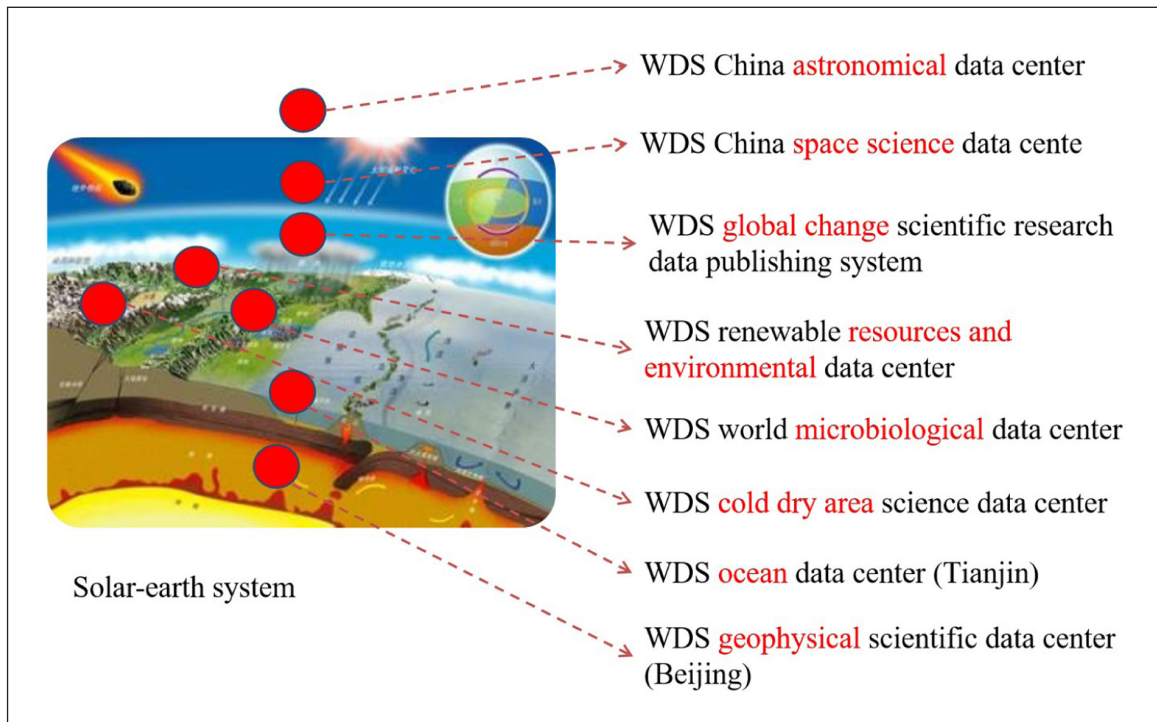 WDS China astronomical data center
WDS China space science data cente
WDS global change scientific research
data publishing system
WDS renewable resources and
environmental data center
WDS world microbiological data center
WDS cold dry area science data center
WDS ocean data center (Tianjin)
WDS geophysical scientific data center
(Beijing)
Solar-earth system